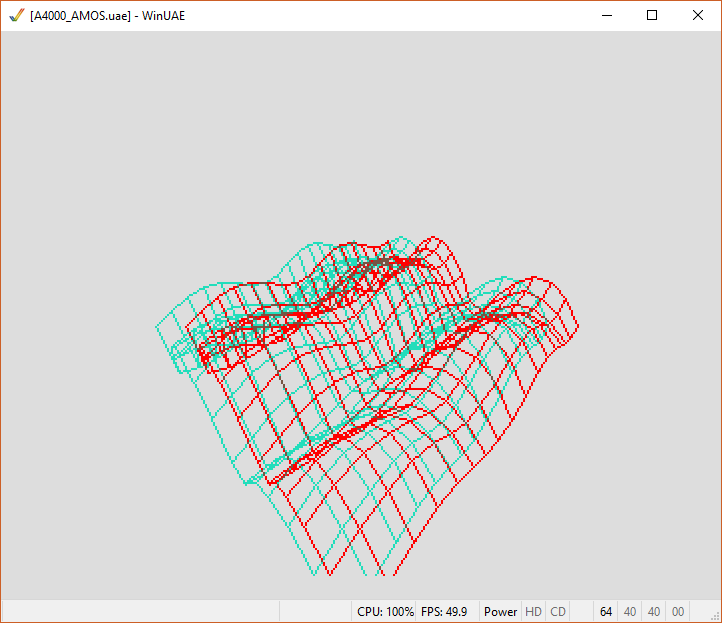 [A4000_AMOS.uae] - WinUAE
CPU: 100% FPS: 49.9 Power HD CD 64 40 40 00